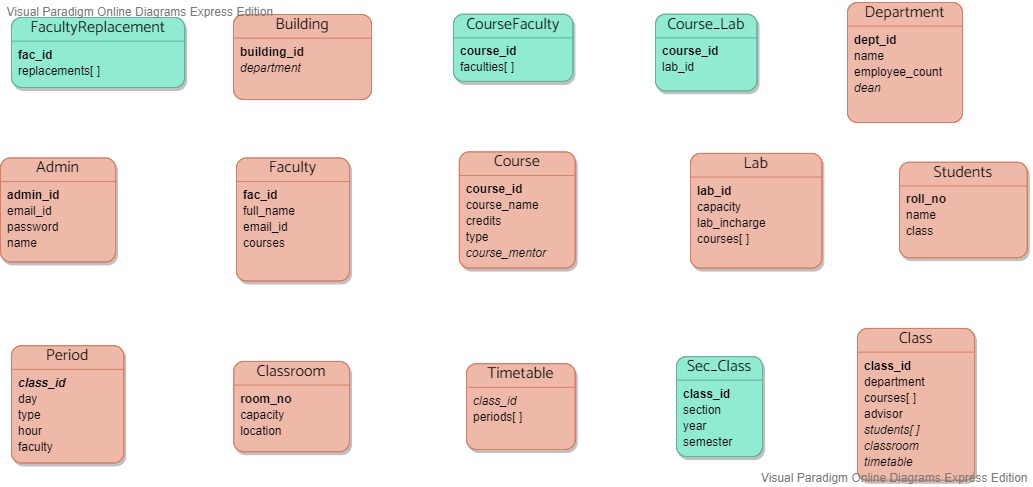 Visual Paradigm Online Diagrams Express Edition
FacultyReplacement
fac_id
replacements[ ]
Building
building_id
department
CourseFaculty
course_id
faculties[ ]
Course_Lab
course_id
lab_id
Department
dept_id
name
employee_count
dean
Admin
admin_id
email_id
password
name
Faculty
fac_id
full_name
email_id
courses
Course
course_id
course_name
credits
type
course_mentor
Lab
lab_id
capacity
lab_incharge
courses[ ]
Students
roll_no
name
class
Period
class_id
day
type
hour
faculty
Classroom
room_no
capacity
location
Timetable
class_id
periods[ ]
Sec_Class
class_id
section
year
semester
Class
class_id
department
courses[ ]
advisor
students[ ]
classroom
timetable
Visual Paradigm Online Diagrams Express Edition